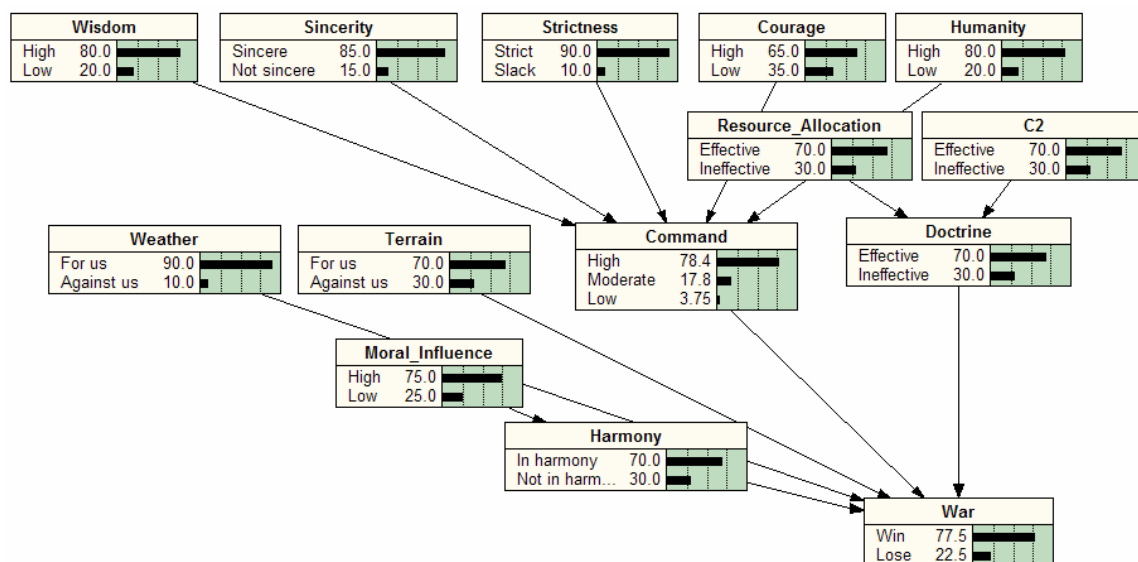 Wisdom
High 80.0
Low 20.0
Sincerity
Sincere 85.0
Not sincere 15.0
Strictness
Strict 90.0
Slack 10.0
Courage
High 65.0
Low 35.0
Humanity
High 80.0
Low 20.0
Resource_Allocation
Effective 70.0
Ineffective 30.0
C2
Effective 70.0
Ineffective 30.0
Weather
For us 90.0
Against us 10.0
Terrain
For us 70.0
Against us 30.0
Command
High 78.4
Moderate 17.8
Low 3.75
Doctrine
Effective 70.0
Ineffective 30.0
Moral_Influence
High 75.0
Low 25.0
Harmony
In harmony 70.0
Not in harm... 30.0
War
Win 77.5
Lose 22.5